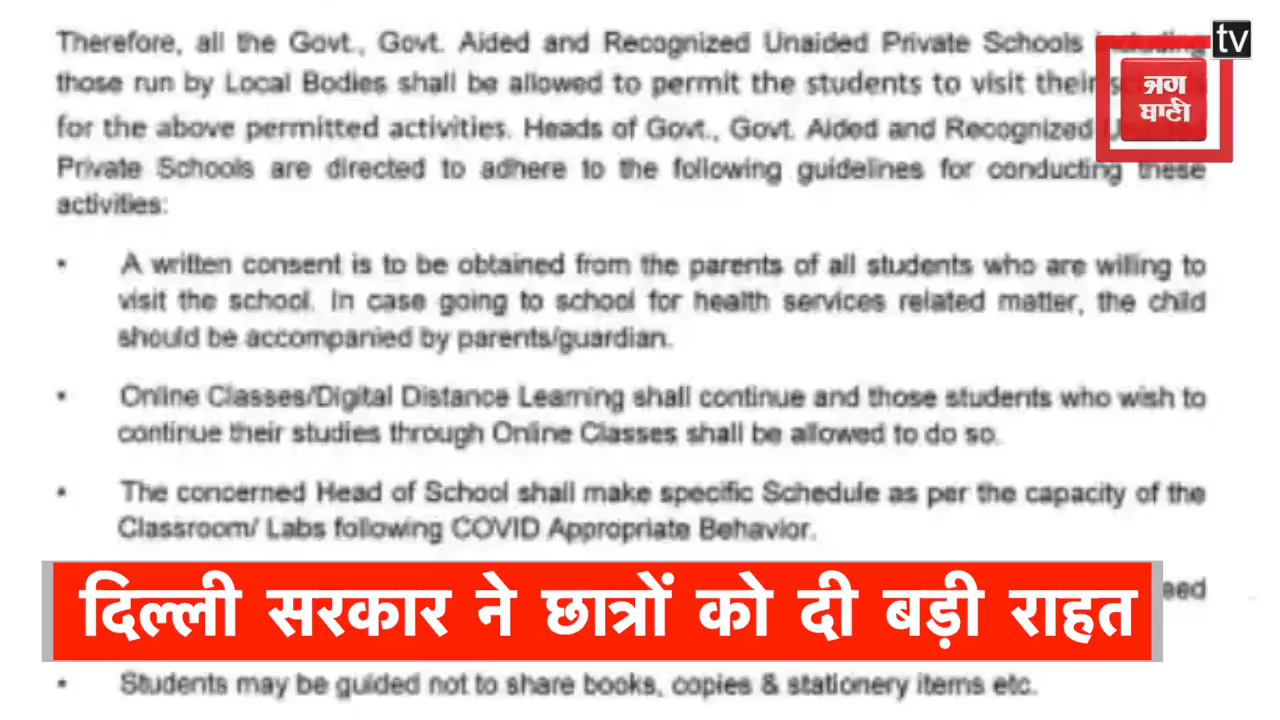 Therefore, all the Govt., Govt. Aided and Recognized Unaided Private Schools including
those run by Local Bodies shall be allowed to permit the students to visit their
for the above permitted activities. Heads of Govt., Govt. Aided and Recognized
Private Schools are directed to adhere to the following guidelines for conducting these
activities:
• A written consent is to be obtained from the parents of all students who are willing to
visit the school. In case going to school for health services related matter, the child
should be accompanied by parents/guardian.
• Online Classes/Digital Distance Learning shall continue and those students who wish to
continue their studies through Online Classes shall be allowed to do so.
• The concerned Head of School shall make specific Schedule as per the capacity of the
Classroom/ Labs following COVID Appropriate Behavior.
दिल्ली सरकार ने छात्रों को दी बड़ी राहत
• Students may be guided not to share books, copies & stationery items etc.
tv
ਜਗ
ਬਾਣੀ